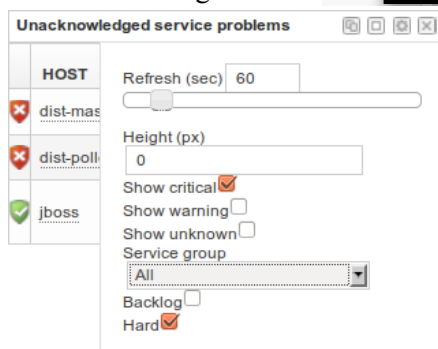 Unacknowledged service problems
HOST
dist-mas
dist-poll
jboss
Refresh (sec) 60
Height (px)
0
Show critical
Show warning
Show unknown
Service group
All
Backlog
Hard